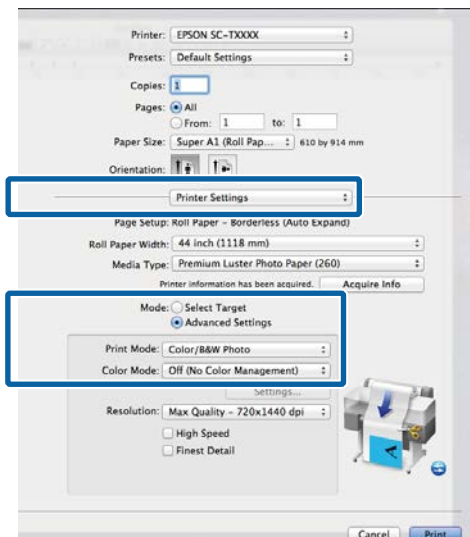 Printer: EPSON SC-TXXXX
Presets: Default Settings
Copies: 1
Pages: All
From: 1 to: 1
Paper Size: Super A1 (Roll Pap... 610 by 914 mm
Orientation:
Printer Settings
Page Setup: Roll Paper - Borderless (Auto Expand)
Roll Paper Width: 44 inch (1118 mm)
Media Type: Premium Luster Photo Paper (260)
Printer information has been acquired. Acquire Info
Mode: Select Target
Advanced Settings
Print Mode: Color/B&W Photo
Color Mode: Off (No Color Management)
Settings...
Resolution: Max Quality - 720x1440 dpi
High Speed
Finest Detail
Cancel Print